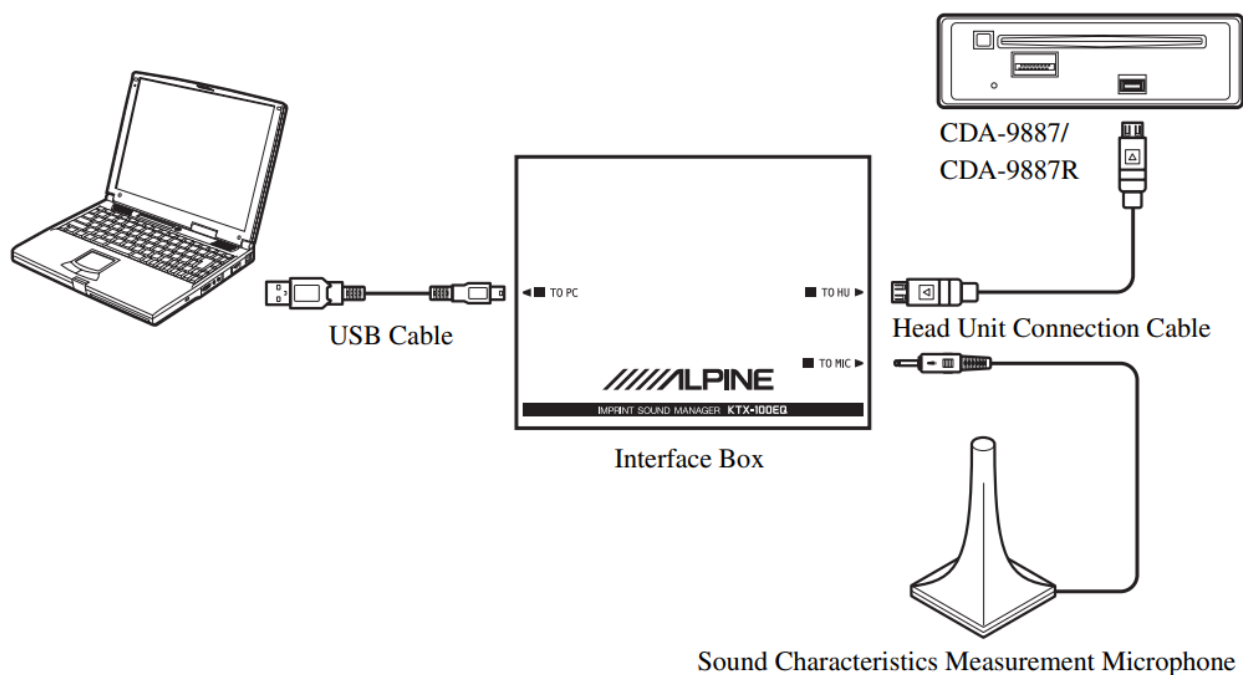 CDA-9887/
CDA-9887R
TO PC
TO HU
USB Cable
Head Unit Connection Cable
TO MIC
ALPINE
IMPRINT SOUND MANAGER KTX-100EQ
Interface Box
Sound Characteristics Measurement Microphone